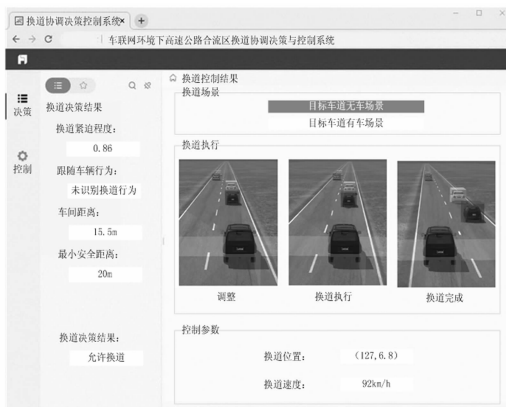 换道协调决策控制系统
车联网环境下高速公路合流区换道协调决策与控制系统
决策
控制
换道决策结果
换道紧迫程度:
0.86
跟随车辆行为:
未识别换道行为
车间距离:
15.5m
最小安全距离:
20m
换道决策结果:
允许换道
换道控制结果
换道场景
目标车道无车场景
目标车道有车场景
换道执行
调整
换道执行
换道完成
控制参数
换道位置: (127,6.8)
换道速度: 92km/h